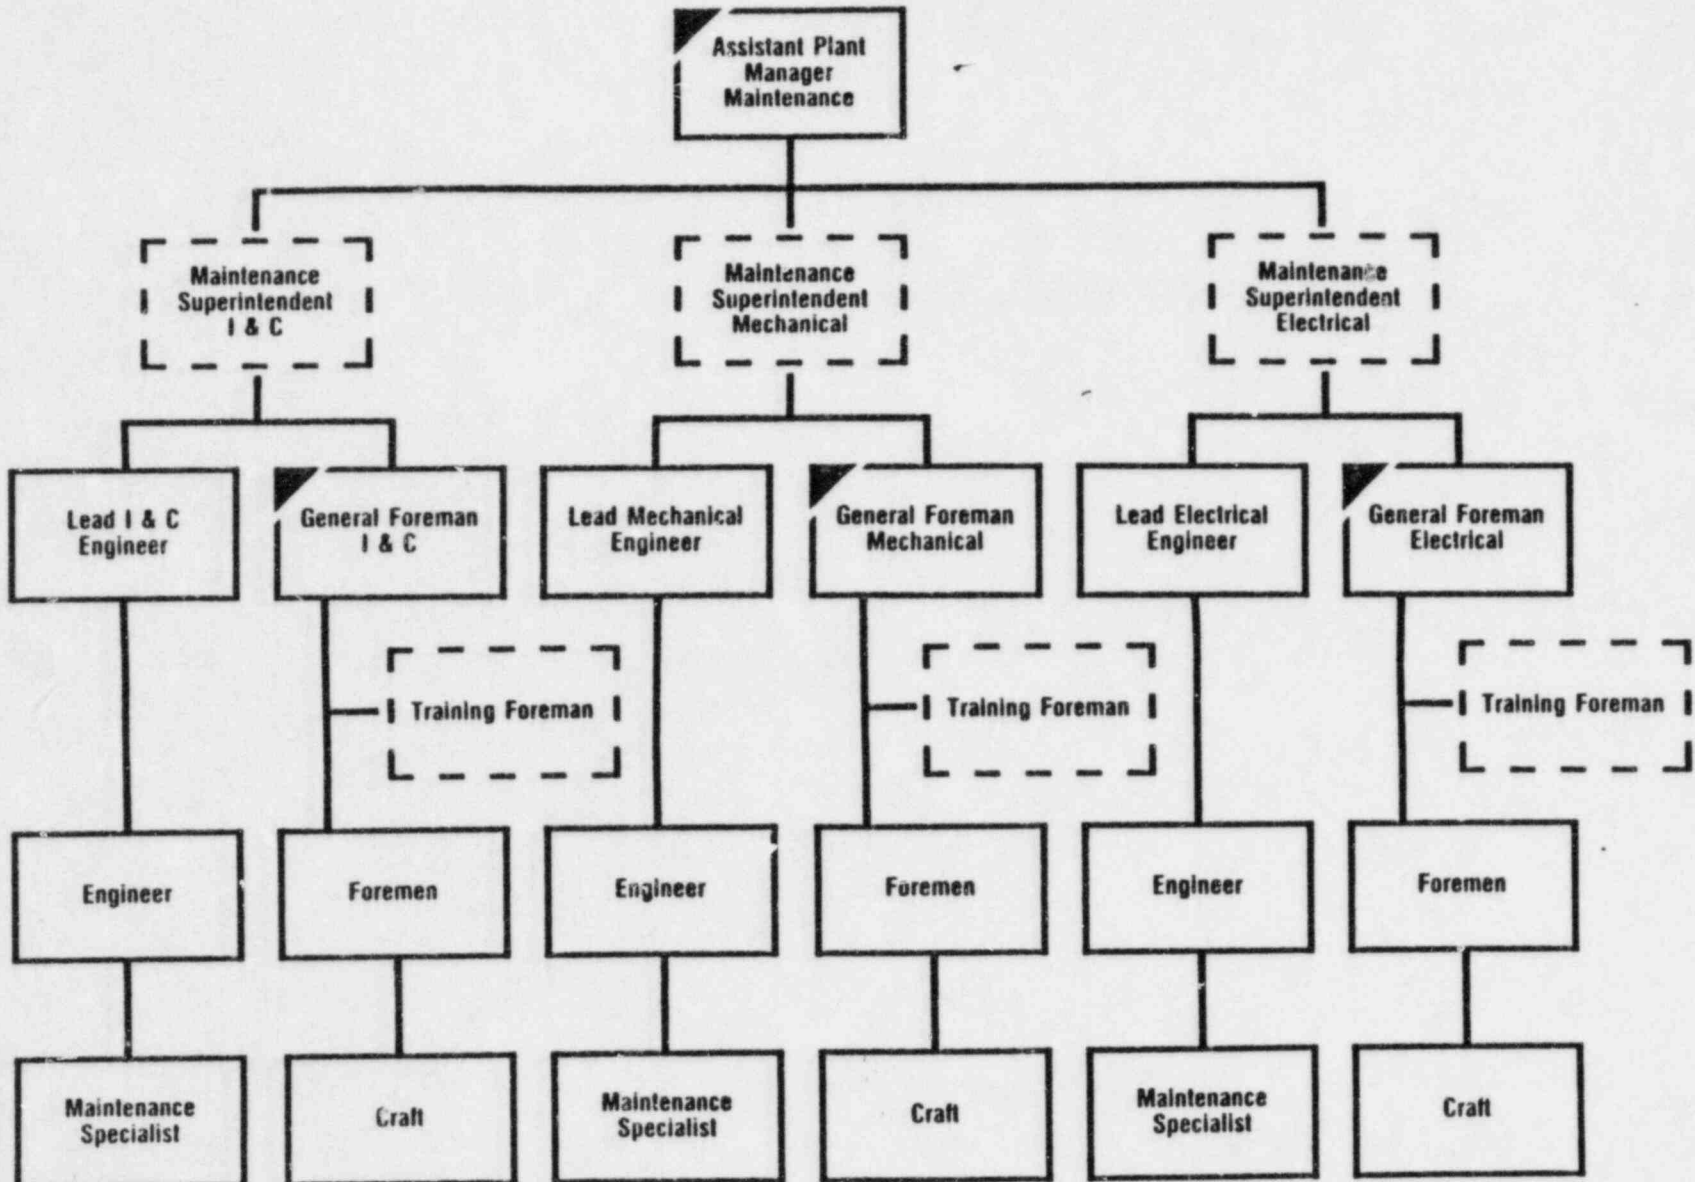 Assistant Plant
Manager
Maintenance
Maintenance
Superintendent
I & C
Maintenance
Superintendent
Mechanical
Maintenance
Superintendent
Electrical
Lead I & C
Engineer
General Foreman
I & C
Lead Mechanical
Engineer
General Foreman
Mechanical
Lead Electrical
Engineer
General Foreman
Electrical
Training Foreman
Training Foreman
Training Foreman
Engineer
Foremen
Engineer
Foremen
Engineer
Foremen
Maintenance
Specialist
Craft
Maintenance
Specialist
Craft
Maintenance
Specialist
Craft